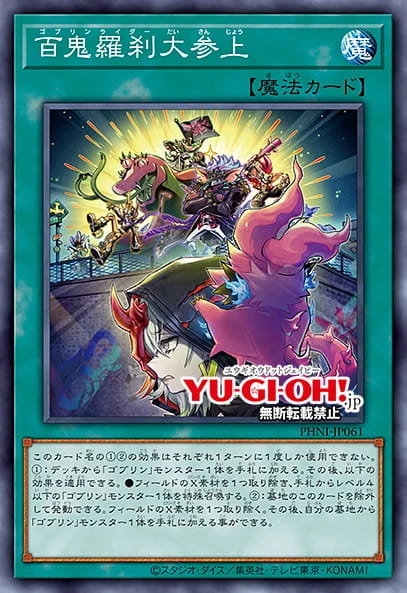 ゴブリンライダー だい さん じょう
百鬼羅刹大参上
魔
【魔法カード】
ユウギオウドットジェイピー
YU-GI-OH!.jp
無断転載禁止
PHNI-JP061
このカード名の①②の効果はそれぞれ1ターンに1度しか使用できない。
①：デッキから「ゴブリン」モンスター1体を手札に加える。その後、以下の
効果を適用できる。●フィールドのX素材を1つ取り除き、手札からレベル4
以下の「ゴブリン」モンスター1体を特殊召喚する。②：墓地のこのカードを除外
して発動できる。フィールドのX素材を1つ取り除く。その後、自分の墓地から
「ゴブリン」モンスター1体を手札に加える事ができる。
©スタジオ・ダイス／集英社・テレビ東京・KONAMI